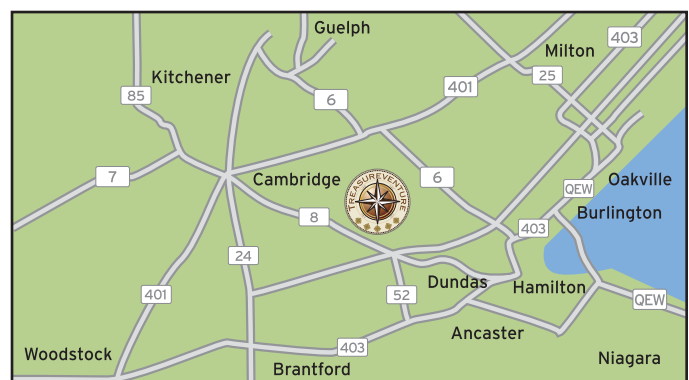 Guelph
403
Milton
Kitchener
25
401
85
6
7
Cambridge
6
Oakville
QEW
TREASUREVENTURE
Burlington
8
403
24
Dundas
Hamilton
401
52
QEW
Ancaster
403
Woodstock
Niagara
Brantford